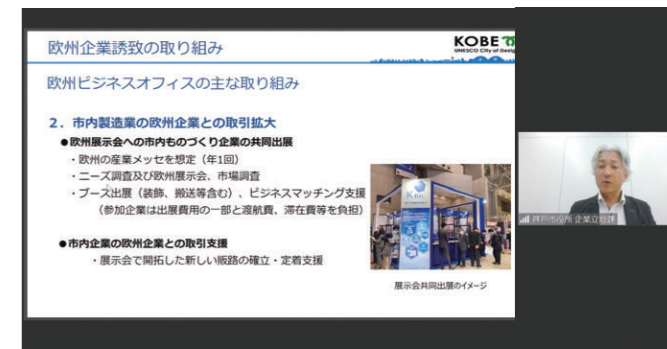 欧州企業誘致の取り組み
KOBE
UNESCO City of Design
欧州ビジネスオフィスの主な取り組み
2．市内製造業の欧州企業との取引拡大
●欧州展示会への市内ものづくり企業の共同出展
・欧州の産業メッセを想定（年1回）
・ニーズ調査及び欧州展示会、市場調査
・ブース出展（装飾、搬送等含む）、ビジネスマッチング支援
（参加企業は出展費用の一部と渡航費、滞在費等を負担）
●市内企業の欧州企業との取引支援
・展示会で開拓した新しい販路の確立・定着支援
展示会共同出展のイメージ
神戸市役所 企業立地課